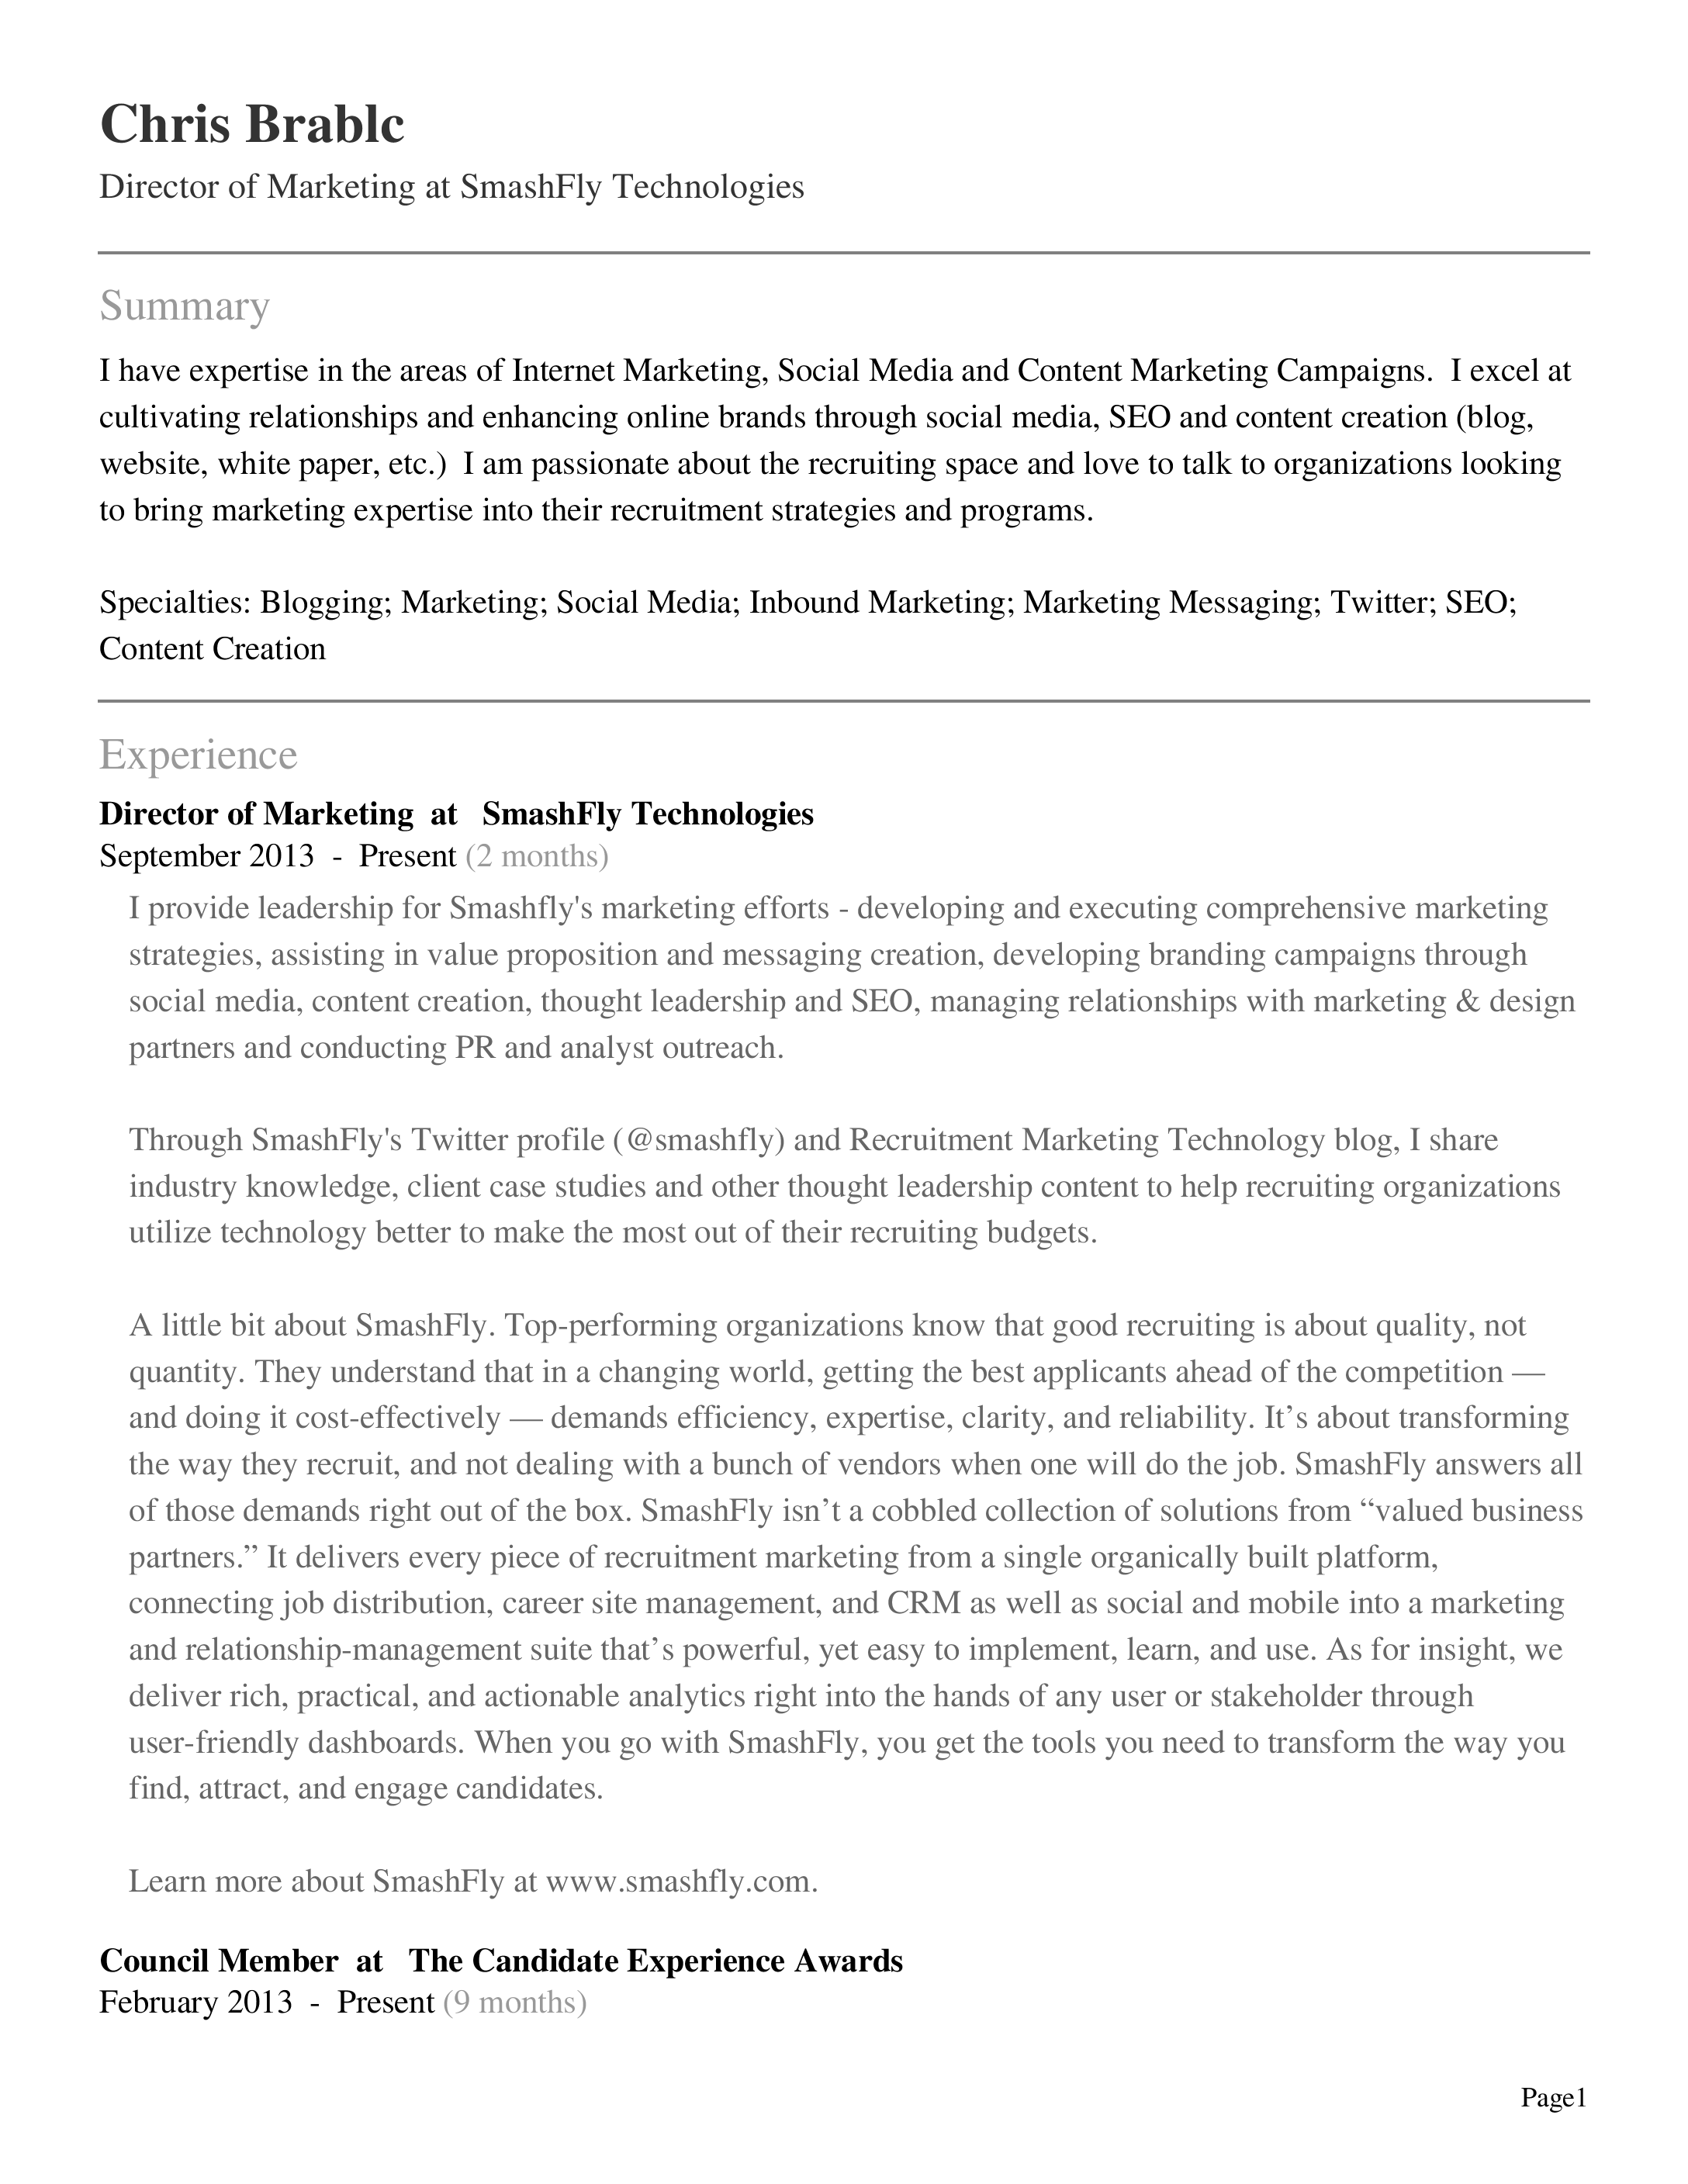 Chris Brablc
Director of Marketing at SmashFly Technologies
Summary
I have expertise in the areas of Internet Marketing, Social Media and Content Marketing Campaigns.  I excel at
cultivating relationships and enhancing online brands through social media, SEO and content creation (blog,
website, white paper, etc.)  I am passionate about the recruiting space and love to talk to organizations looking
to bring marketing expertise into their recruitment strategies and programs.
Specialties: Blogging; Marketing; Social Media; Inbound Marketing; Marketing Messaging; Twitter; SEO;
Content Creation
Experience
Director of Marketing  at   SmashFly Technologies
September 2013  -  Present (2 months)
I provide leadership for Smashfly's marketing efforts - developing and executing comprehensive marketing
strategies, assisting in value proposition and messaging creation, developing branding campaigns through
social media, content creation, thought leadership and SEO, managing relationships with marketing & design
partners and conducting PR and analyst outreach.
Through SmashFly's Twitter profile (@smashfly) and Recruitment Marketing Technology blog, I share
industry knowledge, client case studies and other thought leadership content to help recruiting organizations
utilize technology better to make the most out of their recruiting budgets.
A little bit about SmashFly. Top-performing organizations know that good recruiting is about quality, not
quantity. They understand that in a changing world, getting the best applicants ahead of the competition —
and doing it cost-effectively — demands efficiency, expertise, clarity, and reliability. It’s about transforming
the way they recruit, and not dealing with a bunch of vendors when one will do the job. SmashFly answers all
of those demands right out of the box. SmashFly isn’t a cobbled collection of solutions from “valued business
partners.” It delivers every piece of recruitment marketing from a single organically built platform,
connecting job distribution, career site management, and CRM as well as social and mobile into a marketing
and relationship-management suite that’s powerful, yet easy to implement, learn, and use. As for insight, we
deliver rich, practical, and actionable analytics right into the hands of any user or stakeholder through
user-friendly dashboards. When you go with SmashFly, you get the tools you need to transform the way you
find, attract, and engage candidates.
Learn more about SmashFly at www.smashfly.com.
Council Member  at   The Candidate Experience Awards
February 2013  -  Present (9 months)
Page1